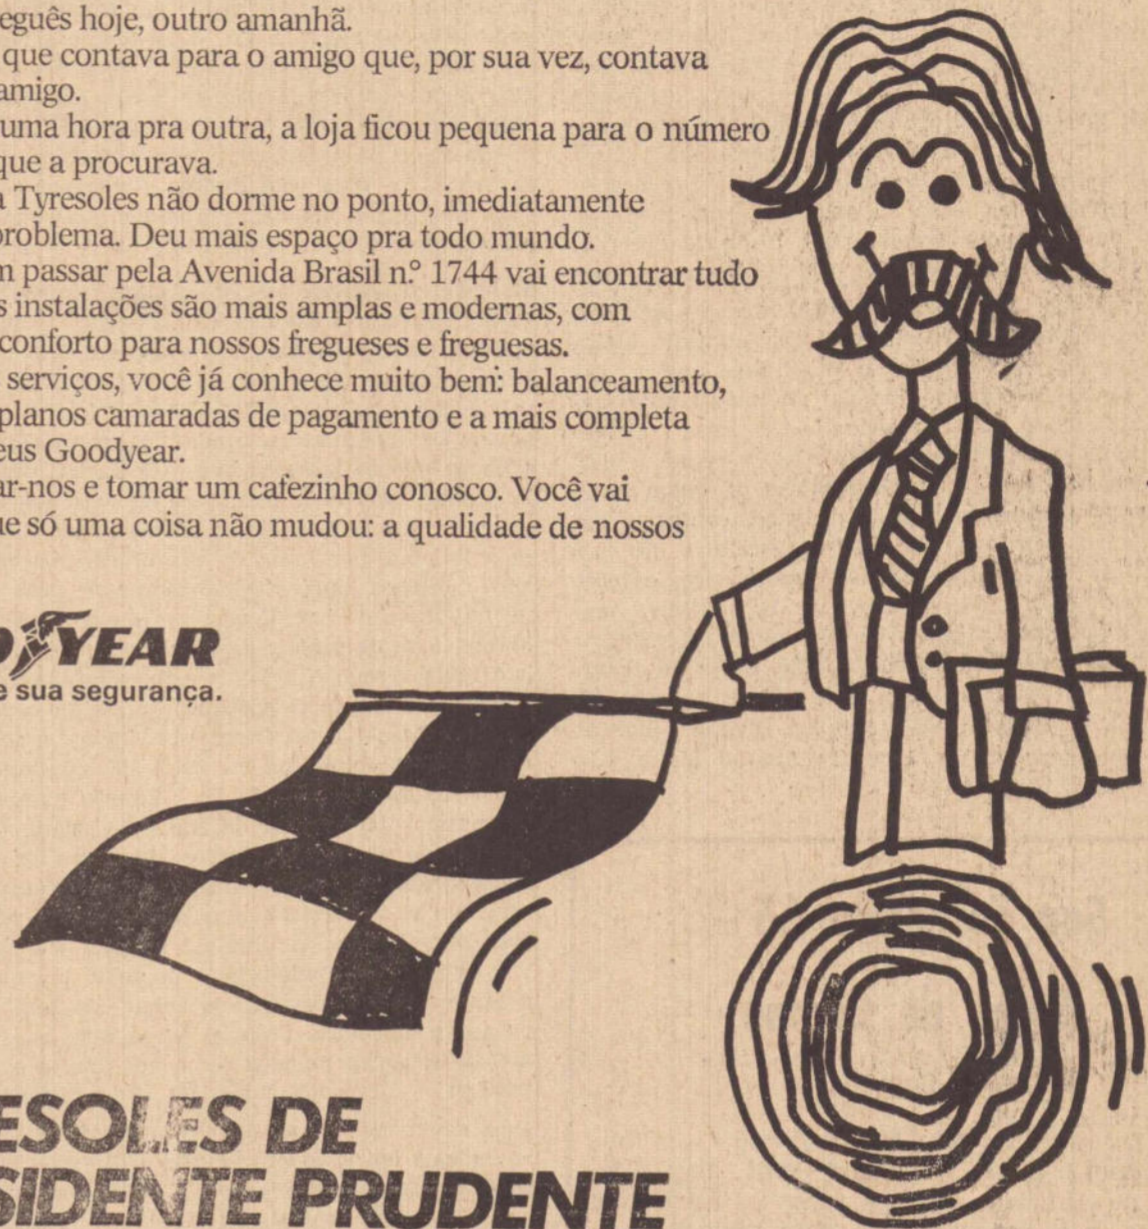 eguês hoje, outro amanhã.
que contava para o amigo que, por sua vez, contava
amigo.
uma hora pra outra, a loja ficou pequena para o número
que a procurava.
a Tyresoles não dorme no ponto, imediatamente
problema. Deu mais espaço pra todo mundo.
m passar pela Avenida Brasil n.º 1744 vai encontrar tudo
s instalações são mais amplas e modernas, com
conforto para nossos fregueses e freguesas.
serviços, você já conhece muito bem: balanceamento,
planos camaradas de pagamento e a mais completa
eus Goodyear.
ar-nos e tomar um cafezinho conosco. Você vai
ue só uma coisa não mudou: a qualidade de nossos
YEAR
e sua segurança.
ESOLES DE
SIDENTE PRUDENTE